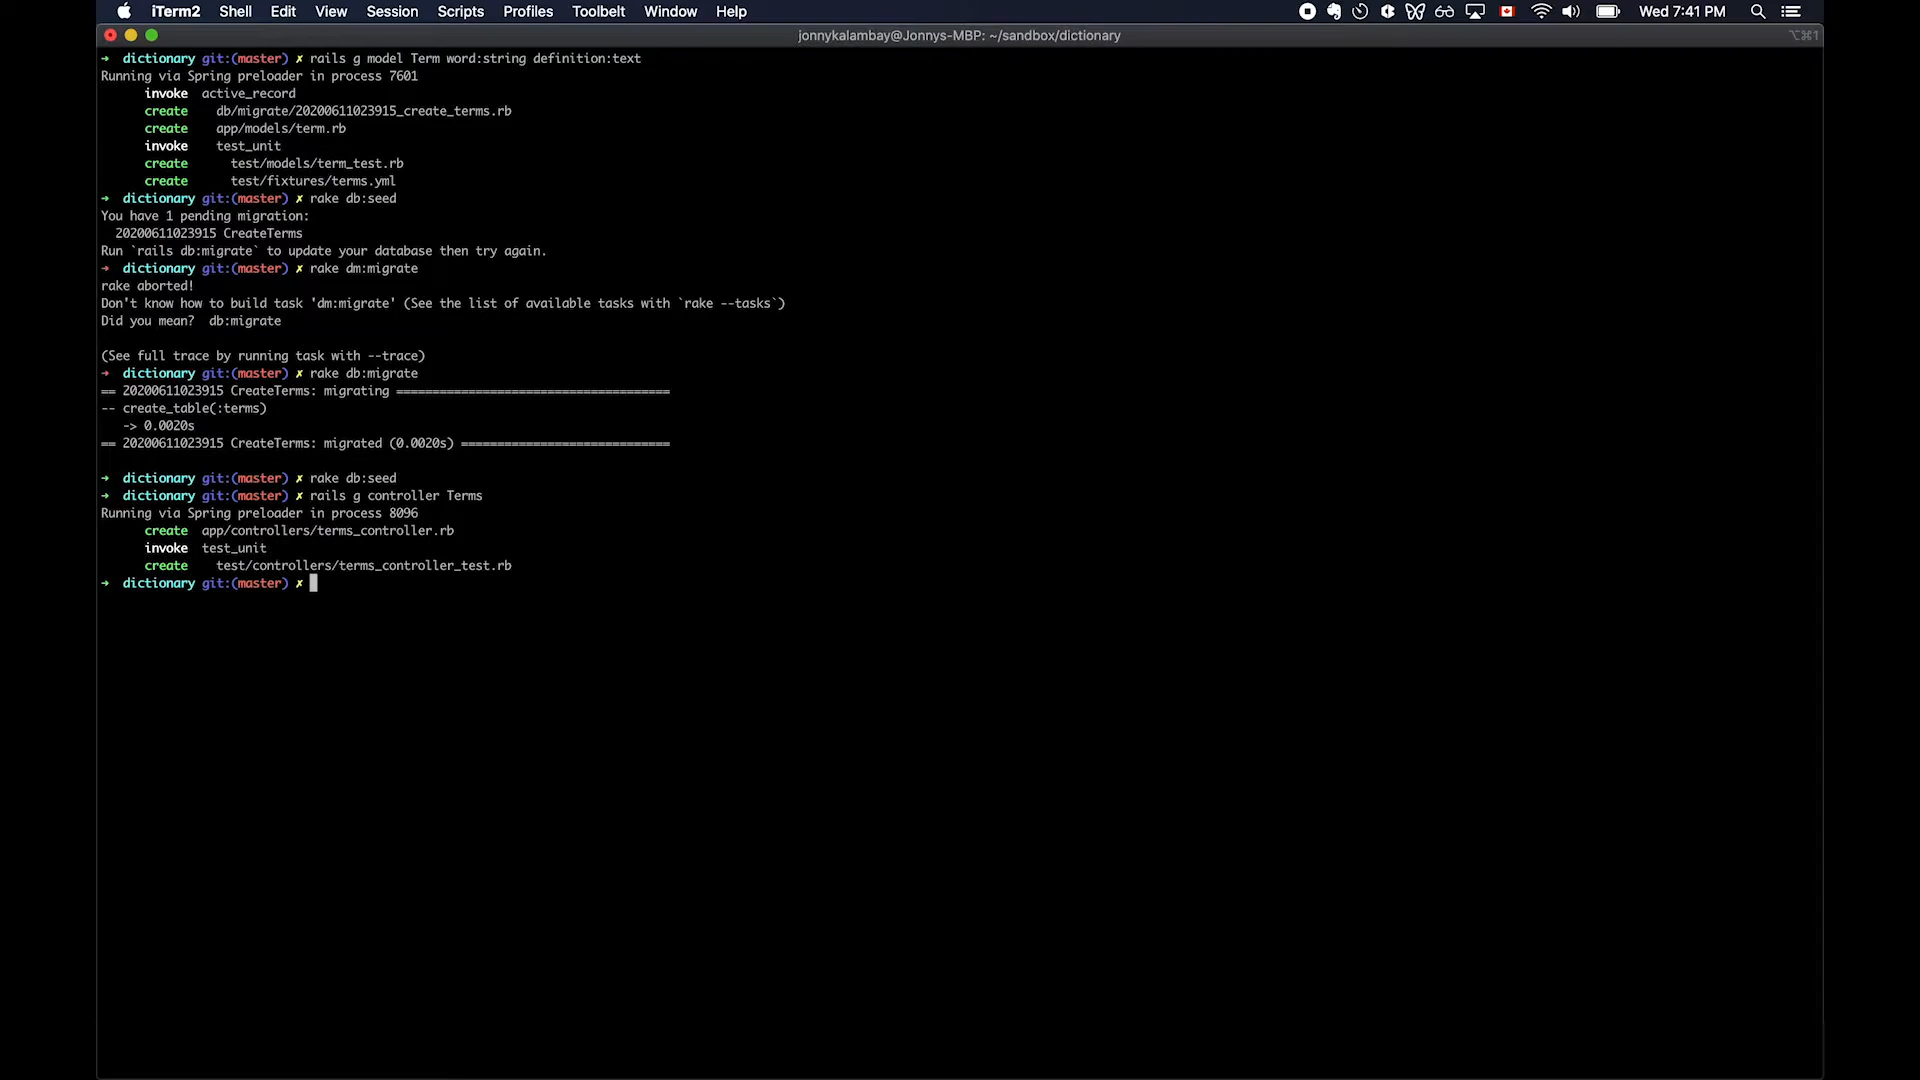 iTerm2 Shell Edit View Session Scripts Profiles Toolbelt Window Help Wed 7:41 PM
jonnykalambay@Jonnys-MBP: ~/sandbox/dictionary ⌥⌘1
➜ dictionary git:(master) ✗ rails g model Term word:string definition:text
Running via Spring preloader in process 7601
invoke active_record
create db/migrate/20200611023915_create_terms.rb
create app/models/term.rb
invoke test_unit
create test/models/term_test.rb
create test/fixtures/terms.yml
➜ dictionary git:(master) ✗ rake db:seed
You have 1 pending migration:
20200611023915 CreateTerms
Run `rails db:migrate` to update your database then try again.
➜ dictionary git:(master) ✗ rake dm:migrate
rake aborted!
Don't know how to build task 'dm:migrate' (See the list of available tasks with `rake --tasks`)
Did you mean? db:migrate
(See full trace by running task with --trace)
➜ dictionary git:(master) ✗ rake db:migrate
== 20200611023915 CreateTerms: migrating ======================================
-- create_table(:terms)
-> 0.0020s
== 20200611023915 CreateTerms: migrated (0.0020s) =============================
➜ dictionary git:(master) ✗ rake db:seed
➜ dictionary git:(master) ✗ rails g controller Terms
Running via Spring preloader in process 8096
create app/controllers/terms_controller.rb
invoke test_unit
create test/controllers/terms_controller_test.rb
➜ dictionary git:(master) ✗